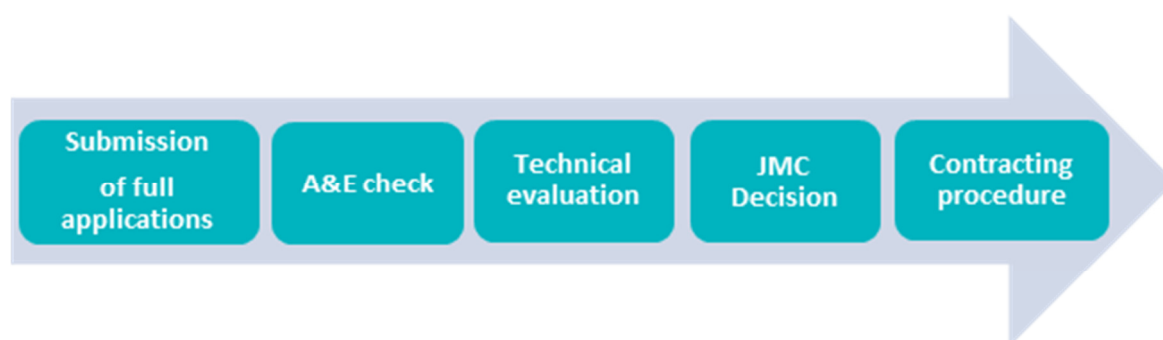 Submission
of full
applications
A&E check
Technical
evaluation
JMC
Decision
Contracting
procedure